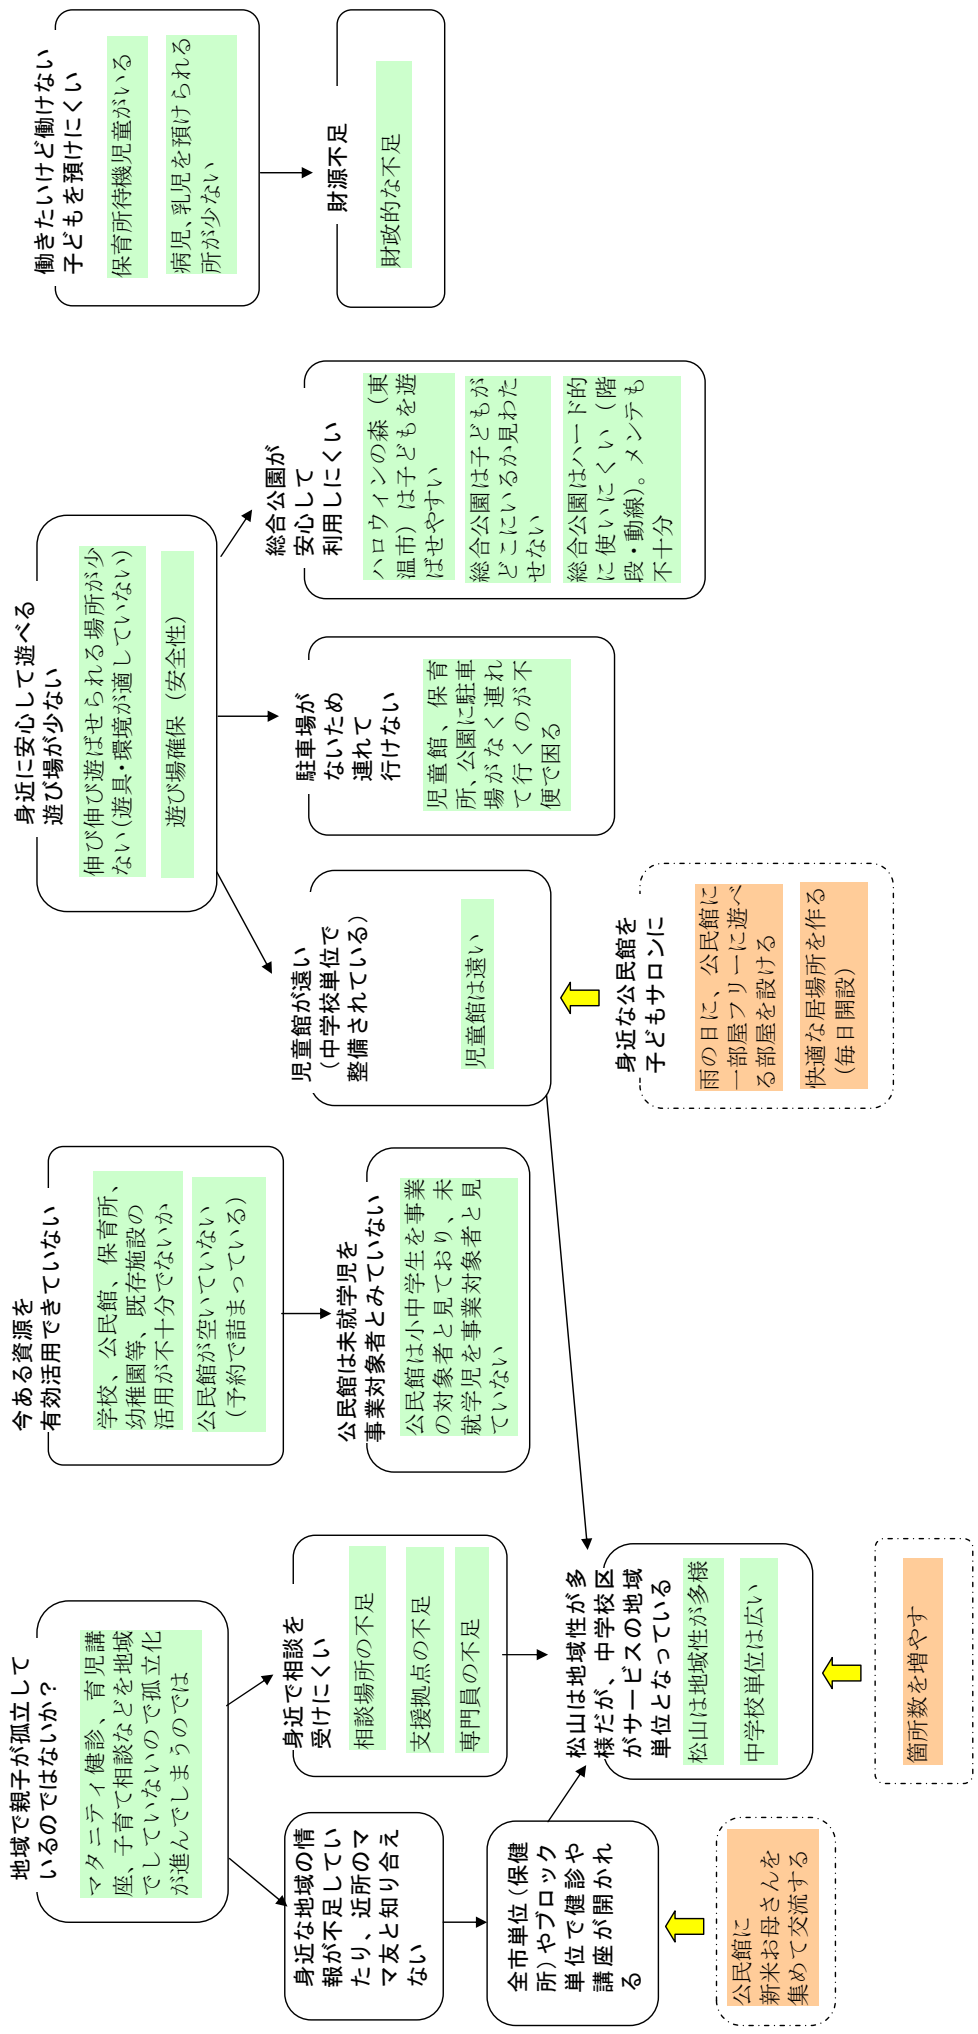 地域で親子が孤立して
いるのではないか？
マタニティ健診、育児講
座、子育て相談などを地域
でしていないので孤立化
が進んでしまうのでは
身近な地域の情
報が不足してい
たり、近所のマ
マ友と知り合え
ない
身近で相談を
受けにくい
相談場所の不足
支援拠点の不足
専門員の不足
全市単位（保健
所）やブロック
単位で健診や
講座が開かれ
る
松山は地域性が多
様だが、中学校区
がサービスの地域
単位となっている
松山は地域性が多様
中学校単位は広い
公民館に
新米お母さんを
集めて交流する
箇所数を増やす
今ある資源を
有効活用できていない
学校、公民館、保育所、
幼稚園等、既存施設の
活用が不十分でないか
公民館が空いていない
（予約で詰まっている）
公民館は未就学児を
事業対象者とみていない
公民館は小中学生を事業
の対象者と見ており、未
就学児を事業対象者と見
ていない
身近に安心して遊べる
遊び場が少ない
伸び伸び遊ばせられる場所が少
ない（遊具・環境が適していない）
遊び場確保（安全性）
児童館が遠い
（中学校単位で
整備されている）
児童館は遠い
駐車場が
ないため
連れて
行けない
児童館、保育
所、公園に駐車
場がなく連れ
て行くのが不
便で困る
総合公園が
安心して
利用しにくい
ハロウィンの森（東
温市）は子どもを遊
ばせやすい
総合公園は子どもが
どこにいるか見わた
せない
総合公園はハード的
に使いにくい（階
段・動線）。メンテも
不十分
身近な公民館を
子どもサロンに
雨の日に、公民館に
一部屋フリーに遊べ
る部屋を設ける
快適な居場所を作る
（毎日開設）
働きたいけど働けない
子どもを預けにくい
保育所待機児童がいる
病児、乳児を預けられる
所が少ない
財源不足
財政的な不足